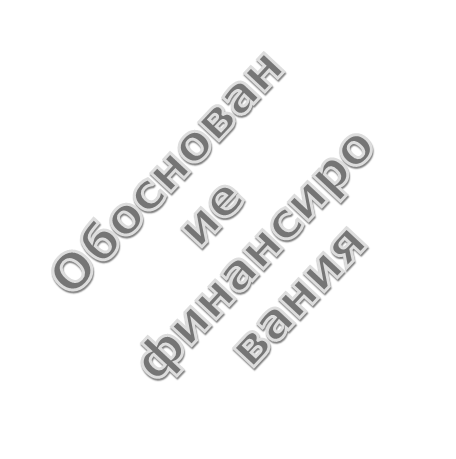 Обоснован
ие
финансиро
вания